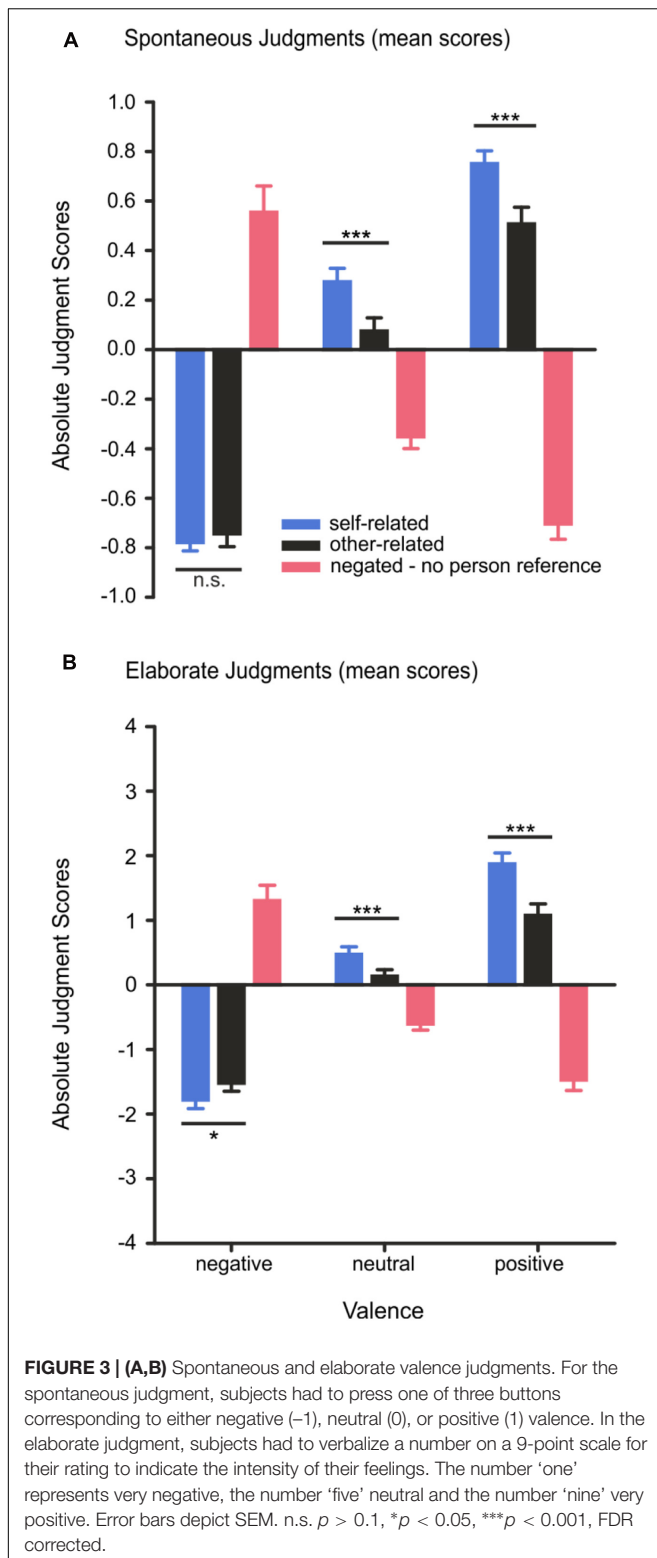 A Spontaneous Judgments (mean scores)
1.0
0.8
0.6
0.4
0.2
0.0
-0.2
-0.4
-0.6
-0.8
-1.0
Absolute Judgment Scores
***
***
n.s.
self-related
other-related
negated - no person reference
B Elaborate Judgments (mean scores)
4
3
2
1
0
-1
-2
-3
-4
Absolute Judgment Scores
***
***
*
negative neutral positive
Valence
FIGURE 3 | (A,B) Spontaneous and elaborate valence judgments. For the
spontaneous judgment, subjects had to press one of three buttons
corresponding to either negative (–1), neutral (0), or positive (1) valence. In the
elaborate judgment, subjects had to verbalize a number on a 9-point scale for
their rating to indicate the intensity of their feelings. The number ‘one’
represents very negative, the number ‘five’ neutral and the number ‘nine’ very
positive. Error bars depict SEM. n.s. p > 0.1, *p < 0.05, ***p < 0.001, FDR
corrected.